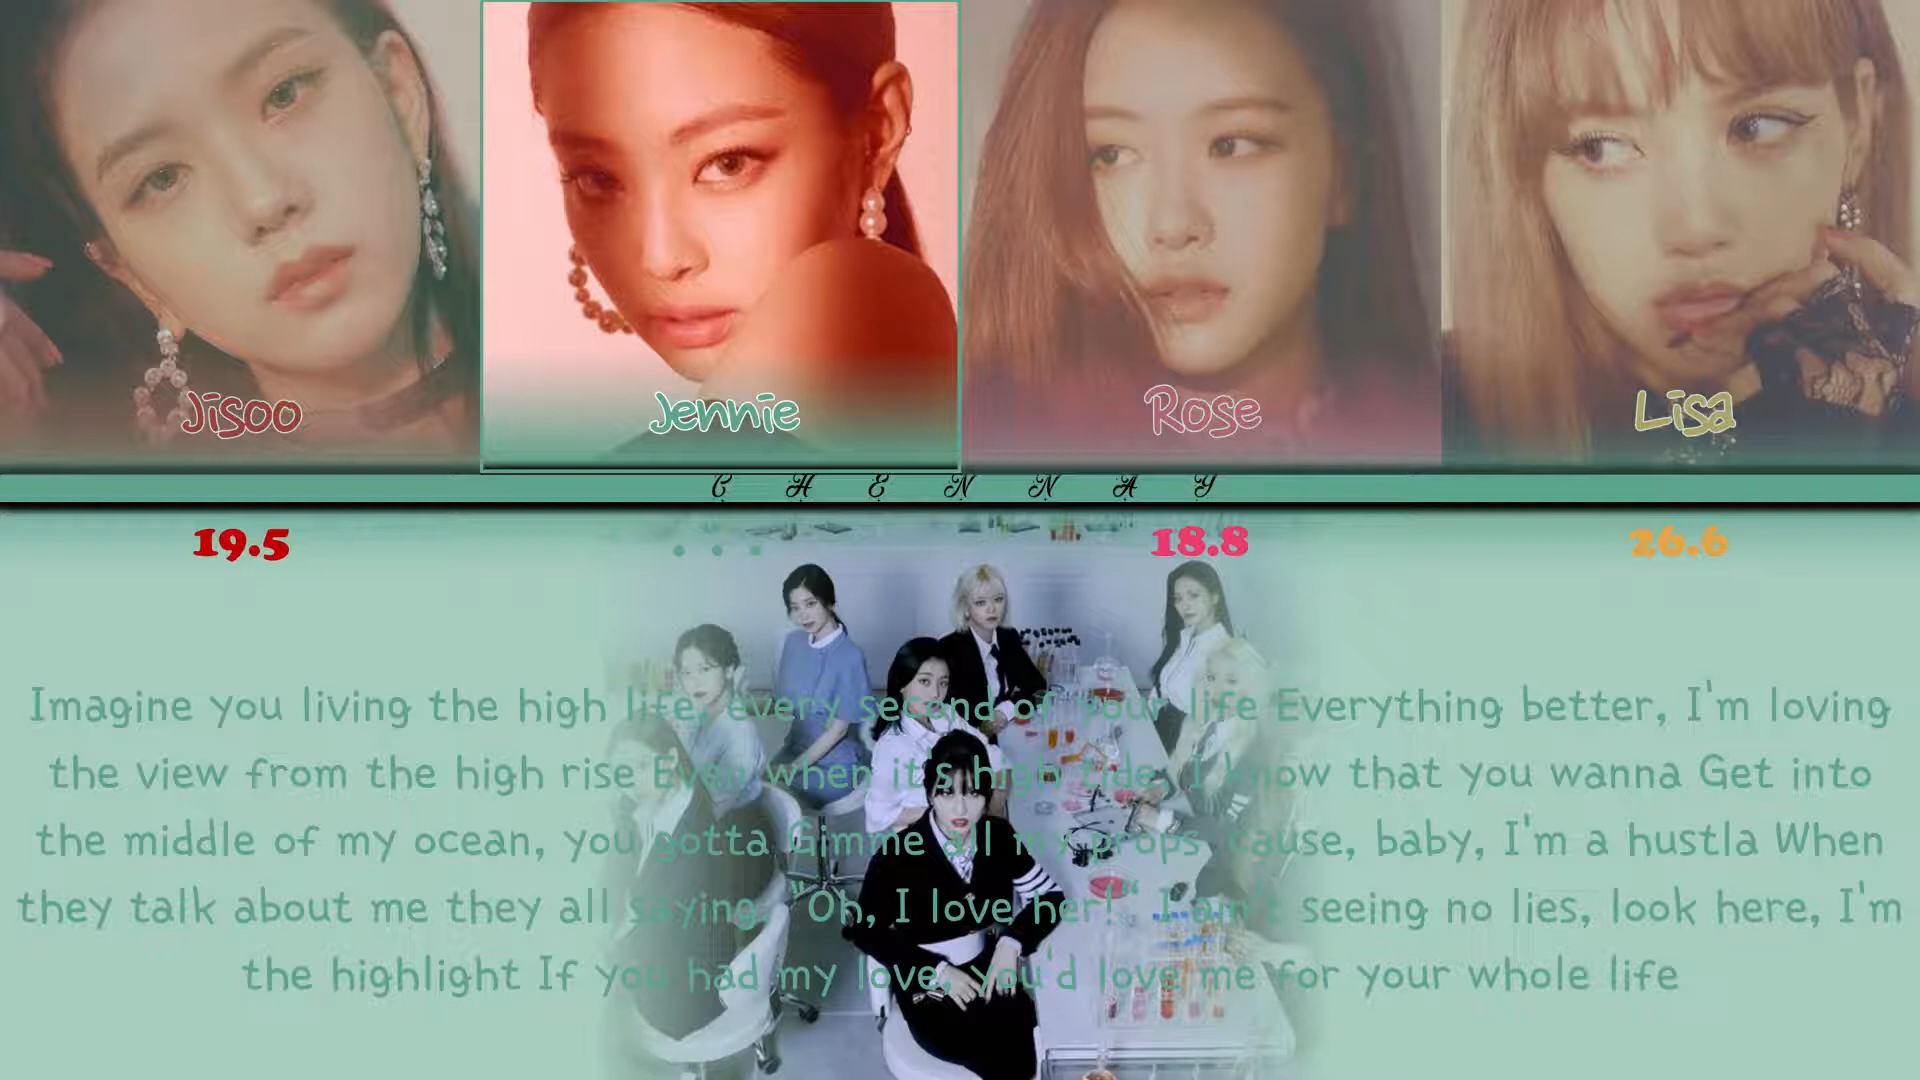 Jisoo Jennie Rose Lisa
C H E N N A Y
19.5 ... 18.8 26.6
Imagine you living the high life, every second of your life Everything better, I'm loving
the view from the high rise Even when it's high tide, I know that you wanna Get into
the middle of my ocean, you gotta Gimme all my props 'cause, baby, I'm a hustla When
they talk about me they all saying: "Oh, I love her!" I ain't seeing no lies, look here, I'm
the highlight If you had my love, you'd love me for your whole life